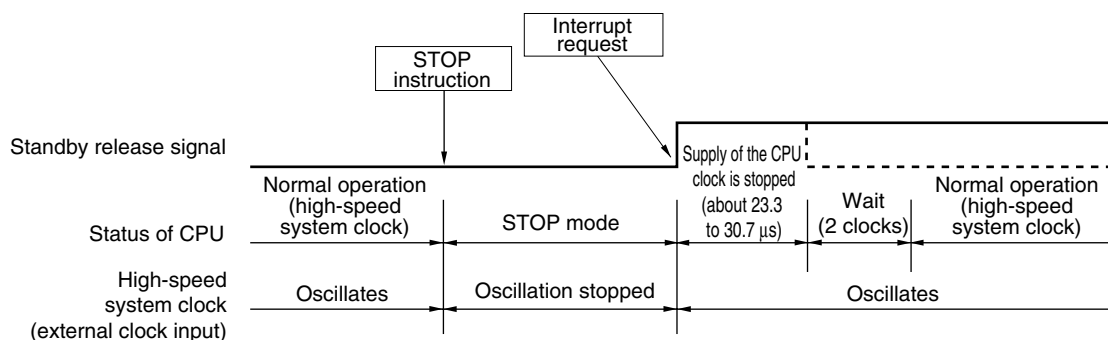 Interrupt
request
STOP
instruction
Standby release signal
Supply of the CPU
clock is stopped
(about 23.3
to 30.7 μs)
Normal operation
(high-speed
system clock)
Status of CPU
STOP mode
Wait
(2 clocks)
Normal operation
(high-speed
system clock)
High-speed
system clock
(external clock input)
Oscillates
Oscillation stopped
Oscillates